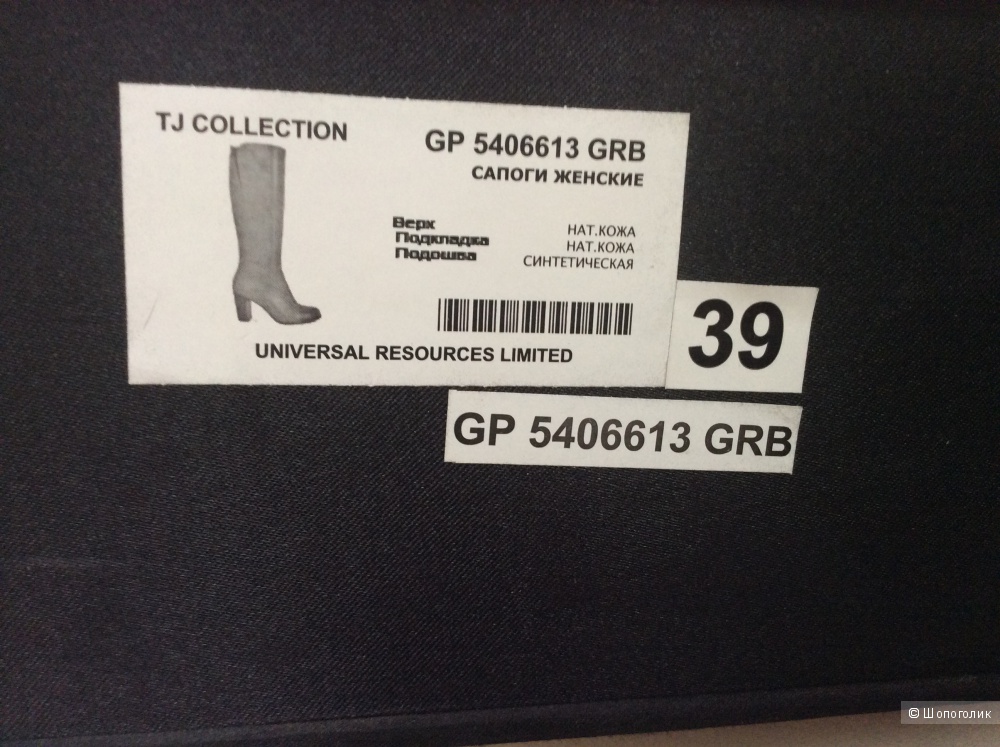 TJ COLLECTION
GP 5406613 GRB
САПОГИ ЖЕНСКИЕ
Верх НАТ.КОЖА
Подкладка НАТ.КОЖА
Подошва СИНТЕТИЧЕСКАЯ
UNIVERSAL RESOURCES LIMITED
39
GP 5406613 GRB
© Шопоголик